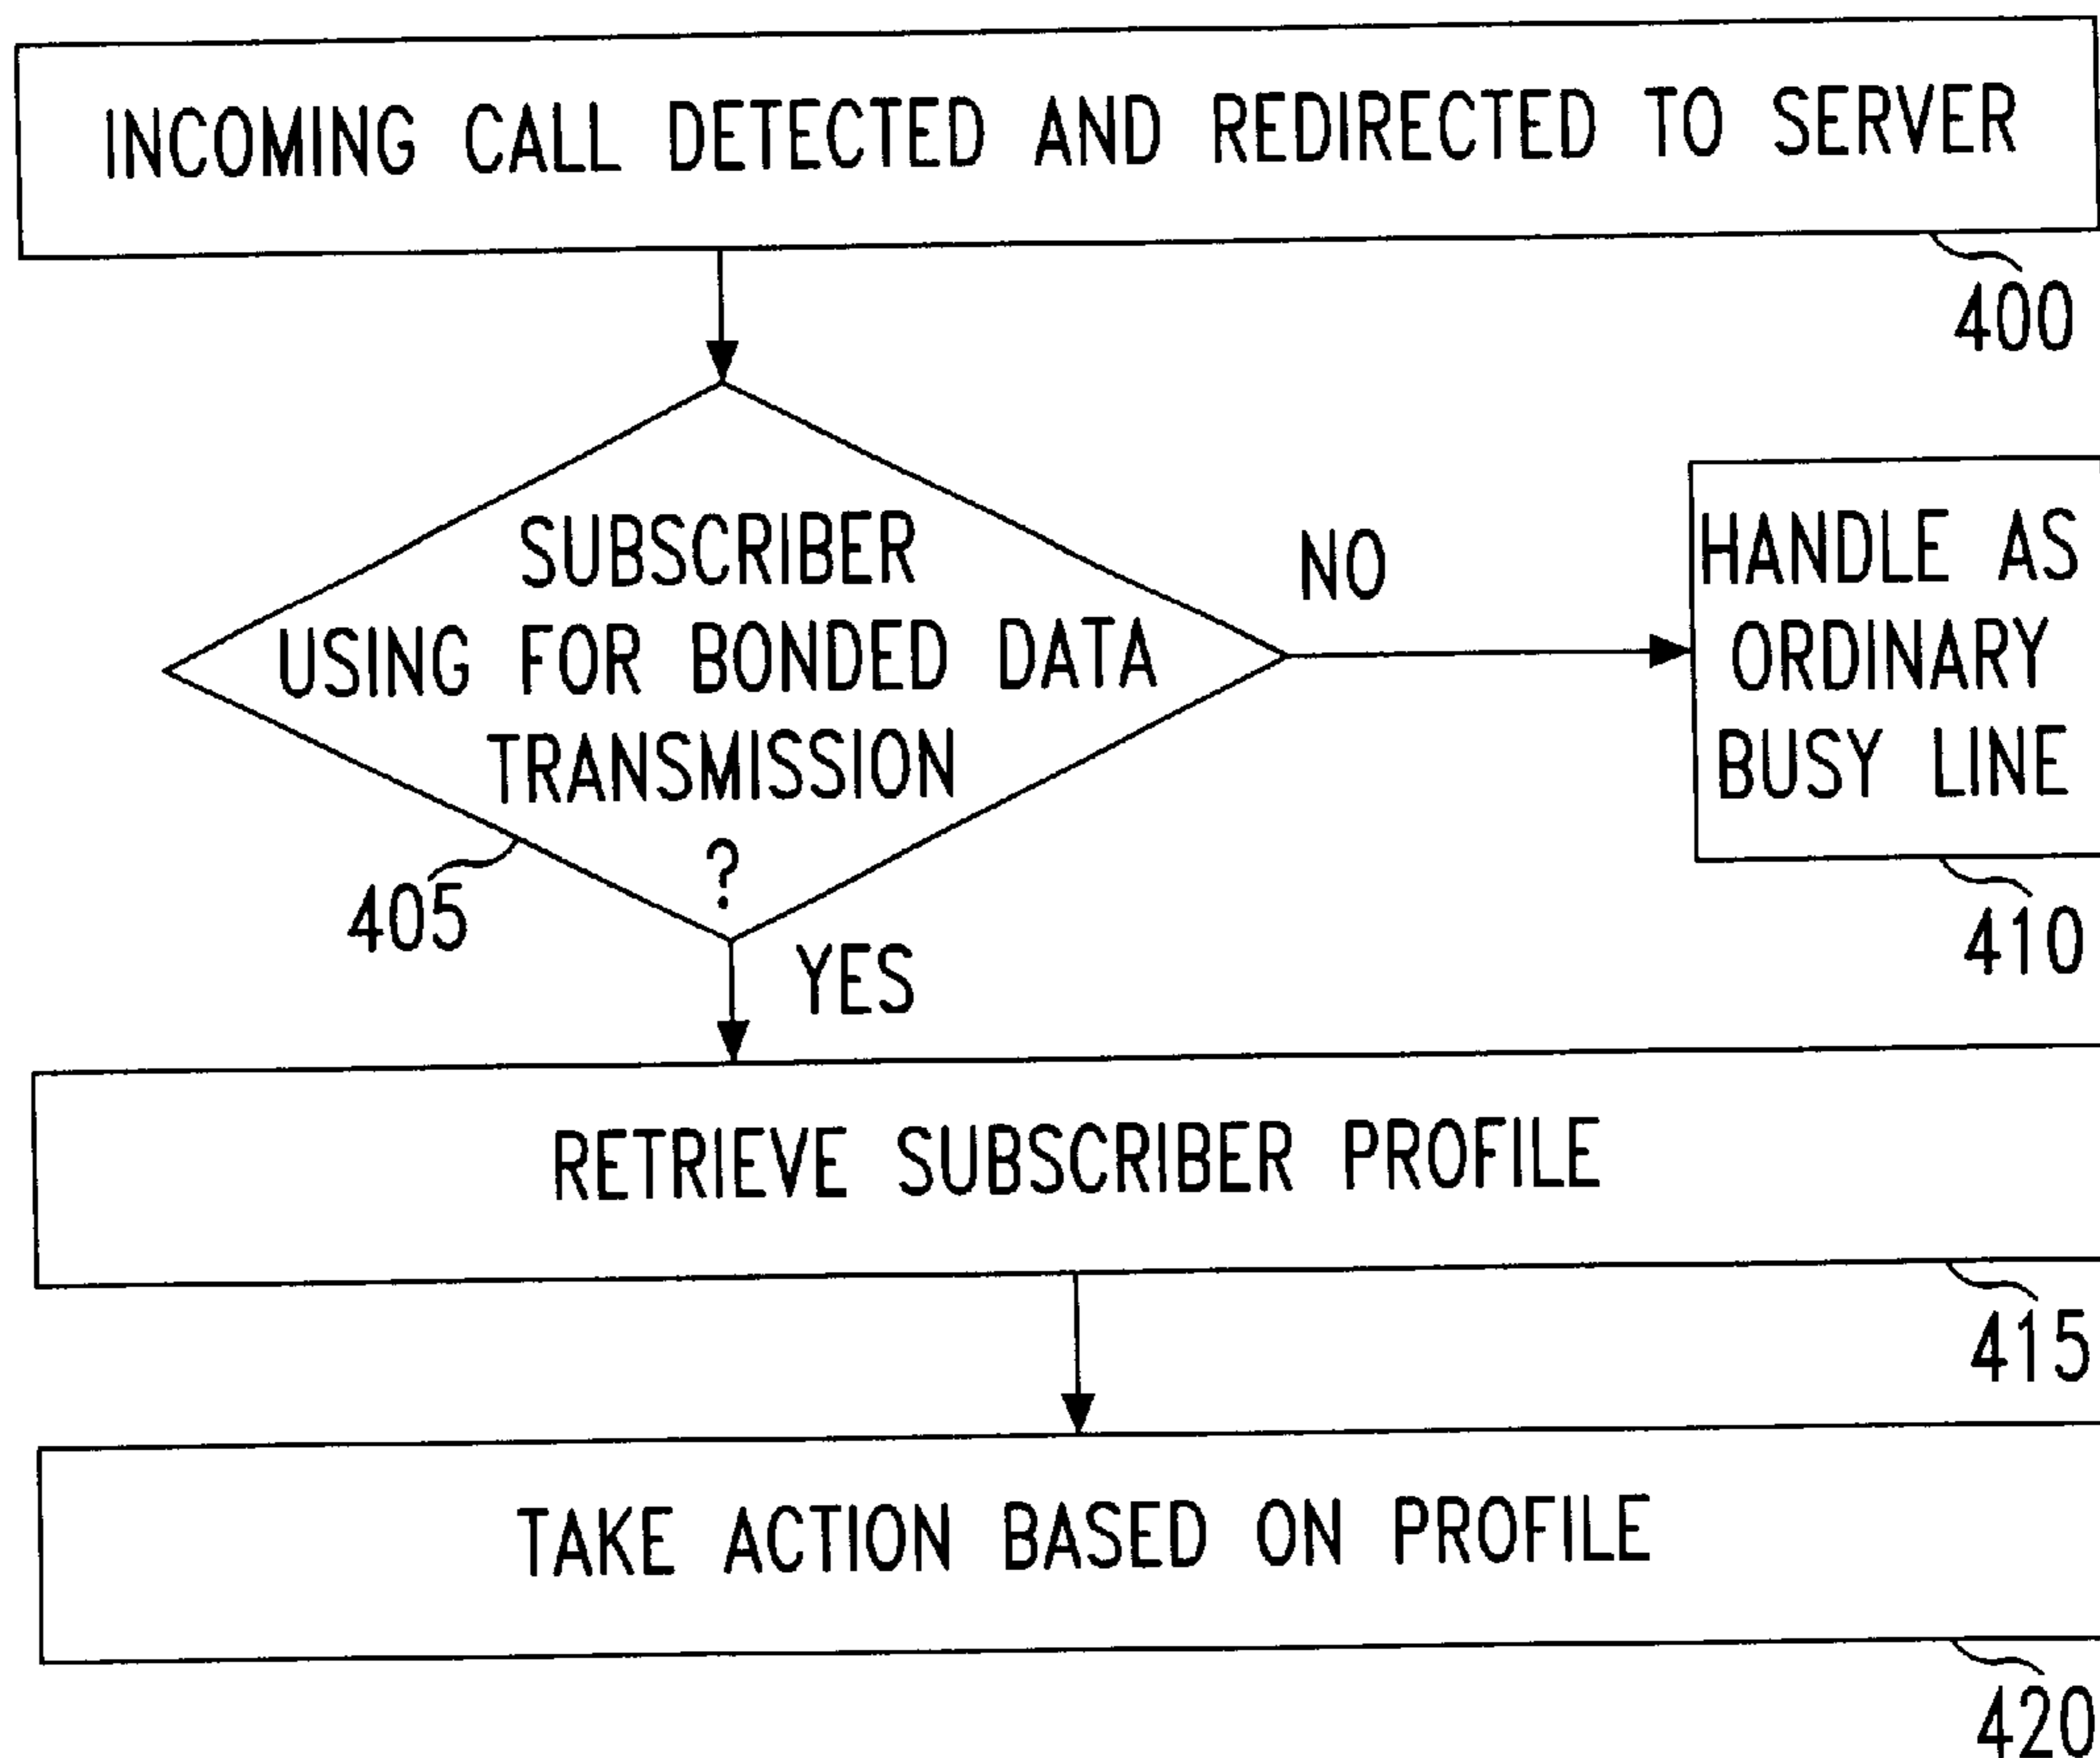 INCOMING CALL DETECTED AND REDIRECTED TO SERVER
400
SUBSCRIBER
USING FOR BONDED DATA
TRANSMISSION
?
405
NO
HANDLE AS
ORDINARY
BUSY LINE
410
YES
RETRIEVE SUBSCRIBER PROFILE
415
TAKE ACTION BASED ON PROFILE
420